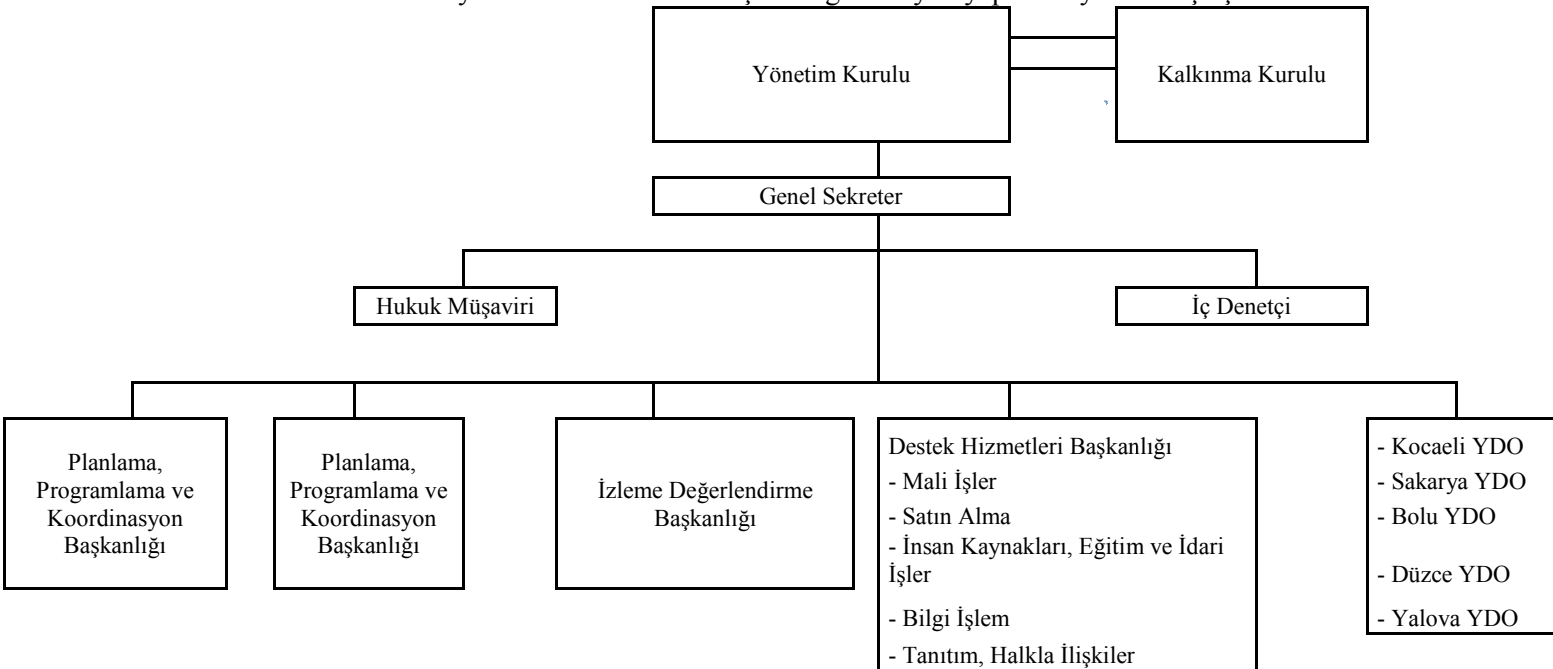 Yönetim Kurulu
Kalkınma Kurulu
Genel Sekreter
Hukuk Müşaviri
İç Denetçi
Planlama,
Programlama ve
Koordinasyon
Başkanlığı
Planlama,
Programlama ve
Koordinasyon
Başkanlığı
İzleme Değerlendirme
Başkanlığı
Destek Hizmetleri Başkanlığı
- Mali İşler
- Satın Alma
- İnsan Kaynakları, Eğitim ve İdari
İşler
- Bilgi İşlem
- Tanıtım, Halkla İlişkiler
- Kocaeli YDO
- Sakarya YDO
- Bolu YDO
- Düzce YDO
- Yalova YDO